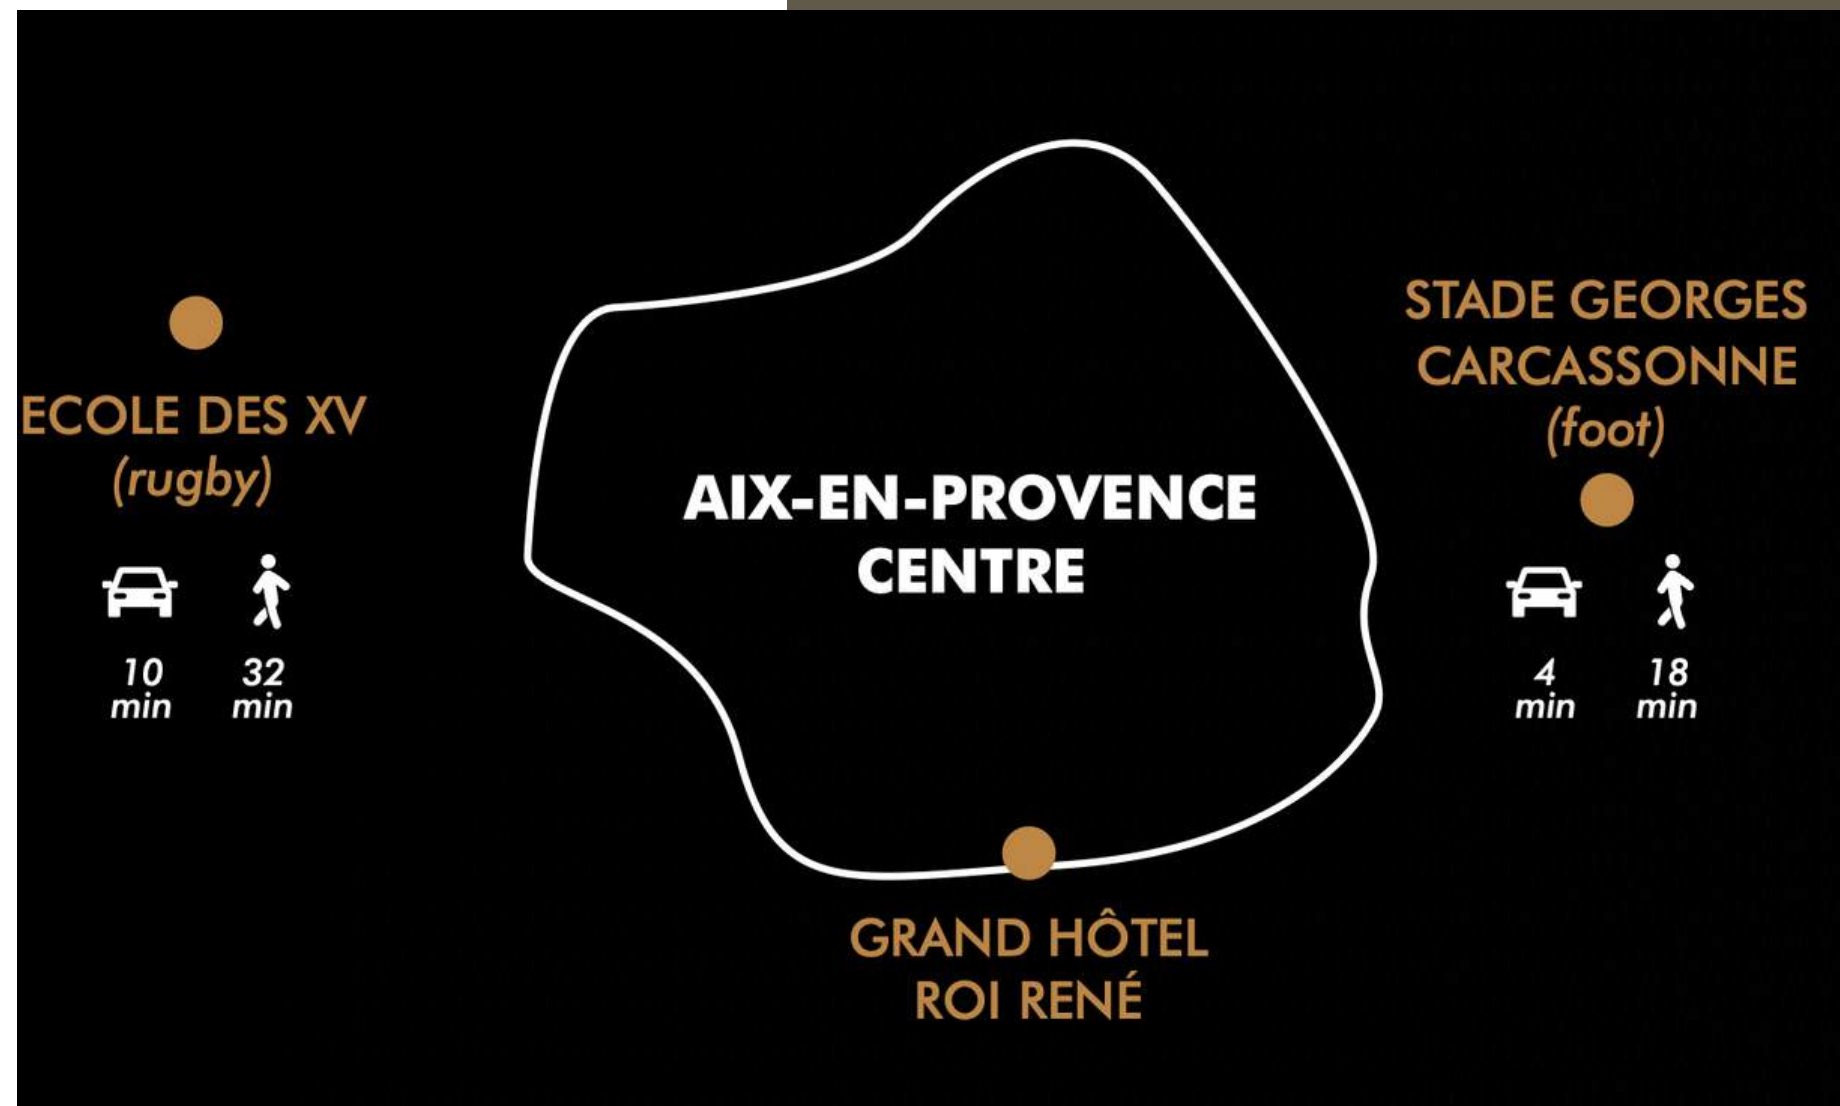 ECOLE DES XV
(rugby)
10
min
32
min
AIX-EN-PROVENCE
CENTRE
STADE GEORGES
CARCASSONNE
(foot)
4
min
18
min
GRAND HÔTEL
ROI RENÉ